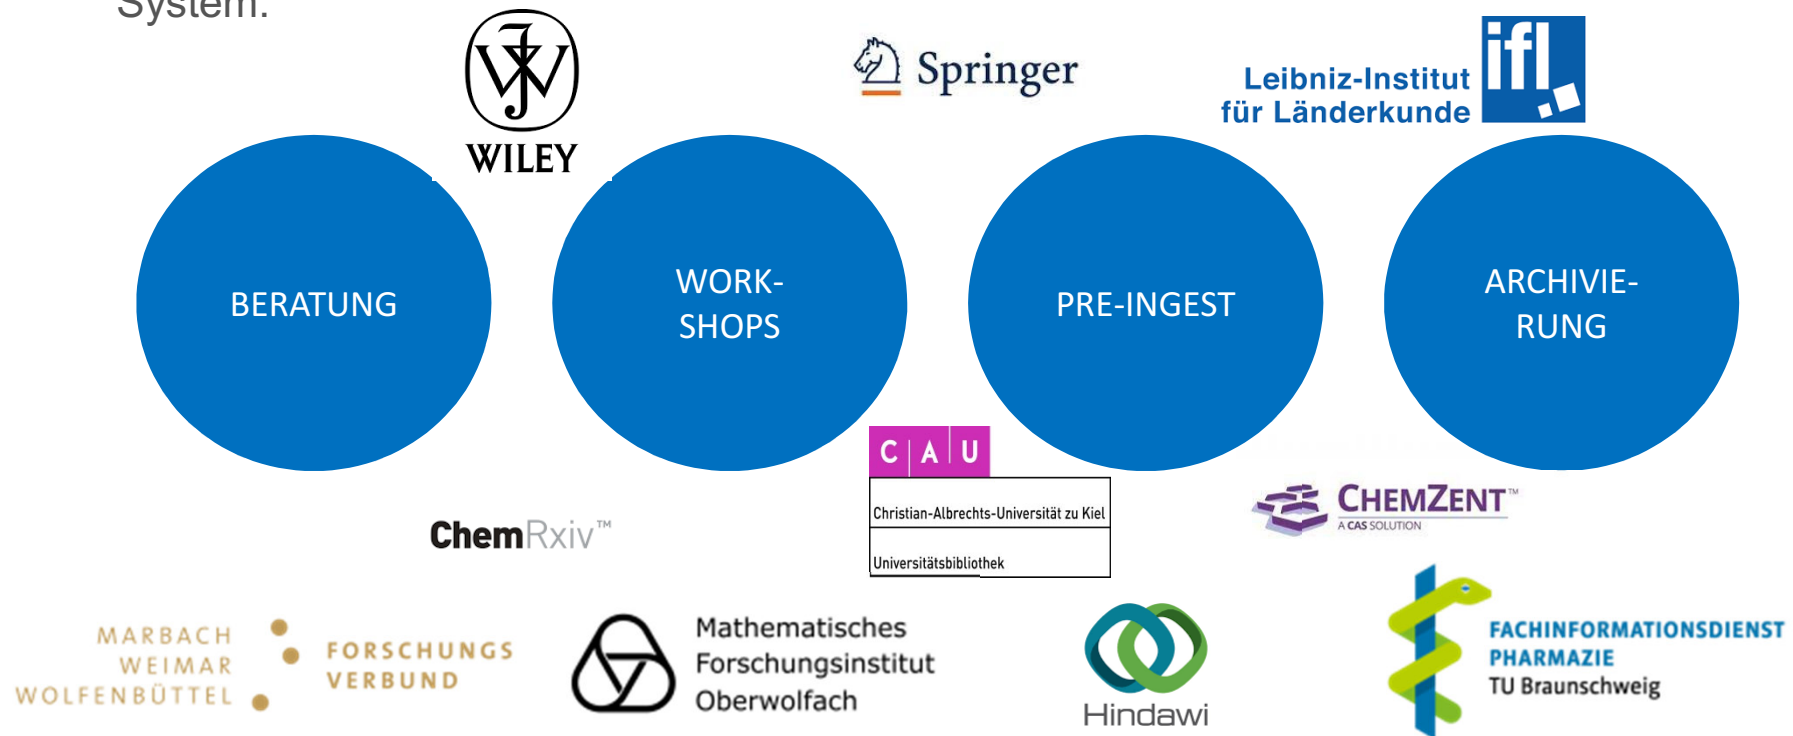 System.
WILEY
Springer
ifl
Leibniz-Institut
für Länderkunde
BERATUNG
WORK-
SHOPS
PRE-INGEST
ARCHIVIE-
RUNG
C A U
Christian-Albrechts-Universität zu Kiel
Universitätsbibliothek
ChemRxiv™
CHEMZENT™
A CAS SOLUTION
MARBACH
WEIMAR
WOLFENBÜTTEL
FORSCHUNGS
VERBUND
Mathematisches
Forschungsinstitut
Oberwolfach
Hindawi
FACHINFORMATIONSDIENST
PHARMAZIE
TU Braunschweig